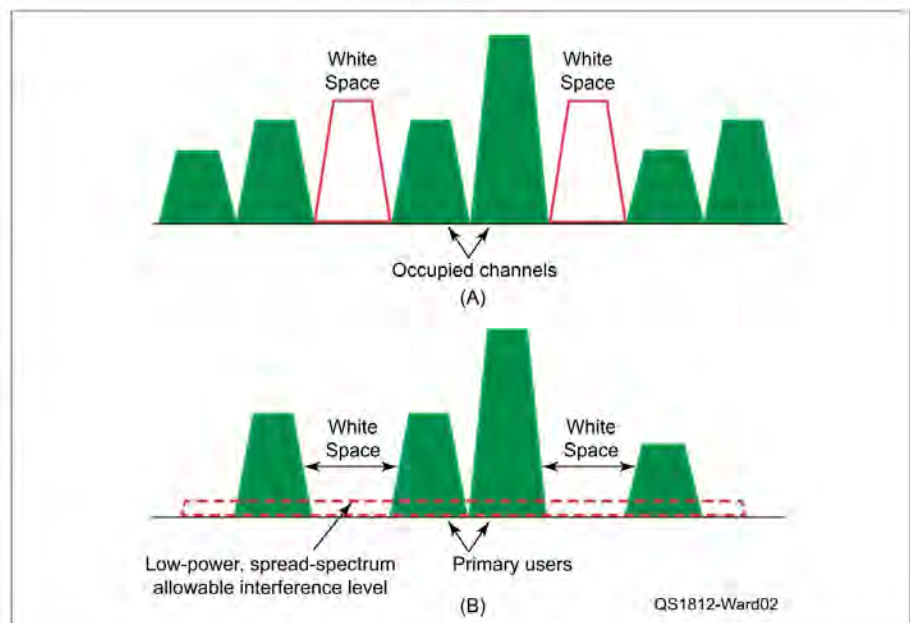 White
Space
White
Space
Occupied channels
(A)
White
Space
White
Space
Low-power, spread-spectrum
allowable interference level
Primary users
(B)
QS1812-Ward02